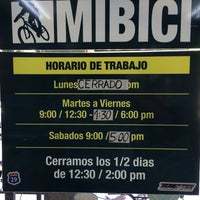 MIBICI
HORARIO DE TRABAJO
Lunes CERRADO pm
Martes a Viernes
9:00 / 12:30 - 1:30 / 6:00 pm
Sabados 9:00 / 5:00 pm
Cerramos los 1/2 dias
de 12:30 / 2:00 pm